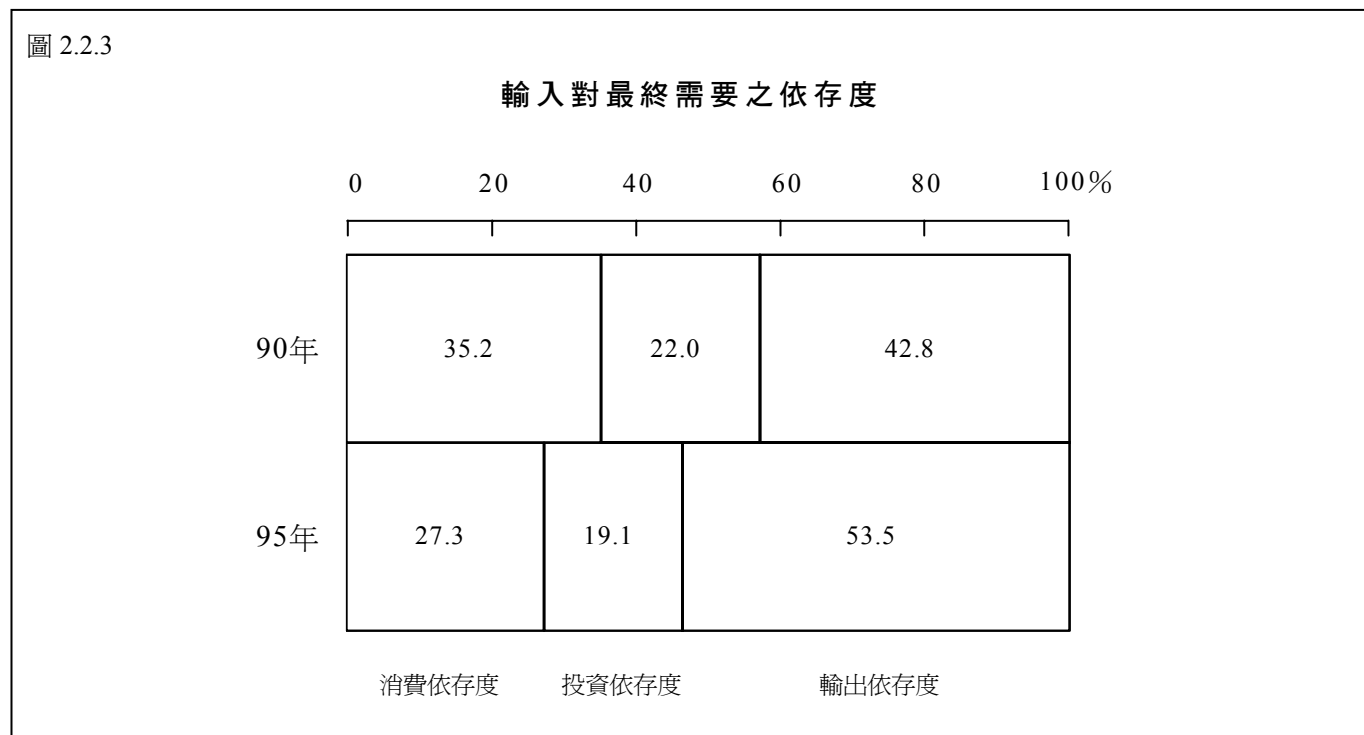 圖 2.2.3
輸入對最終需要之依存度
0 20 40 60 80 100%
90年 35.2 22.0 42.8
95年 27.3 19.1 53.5
消費依存度 投資依存度 輸出依存度